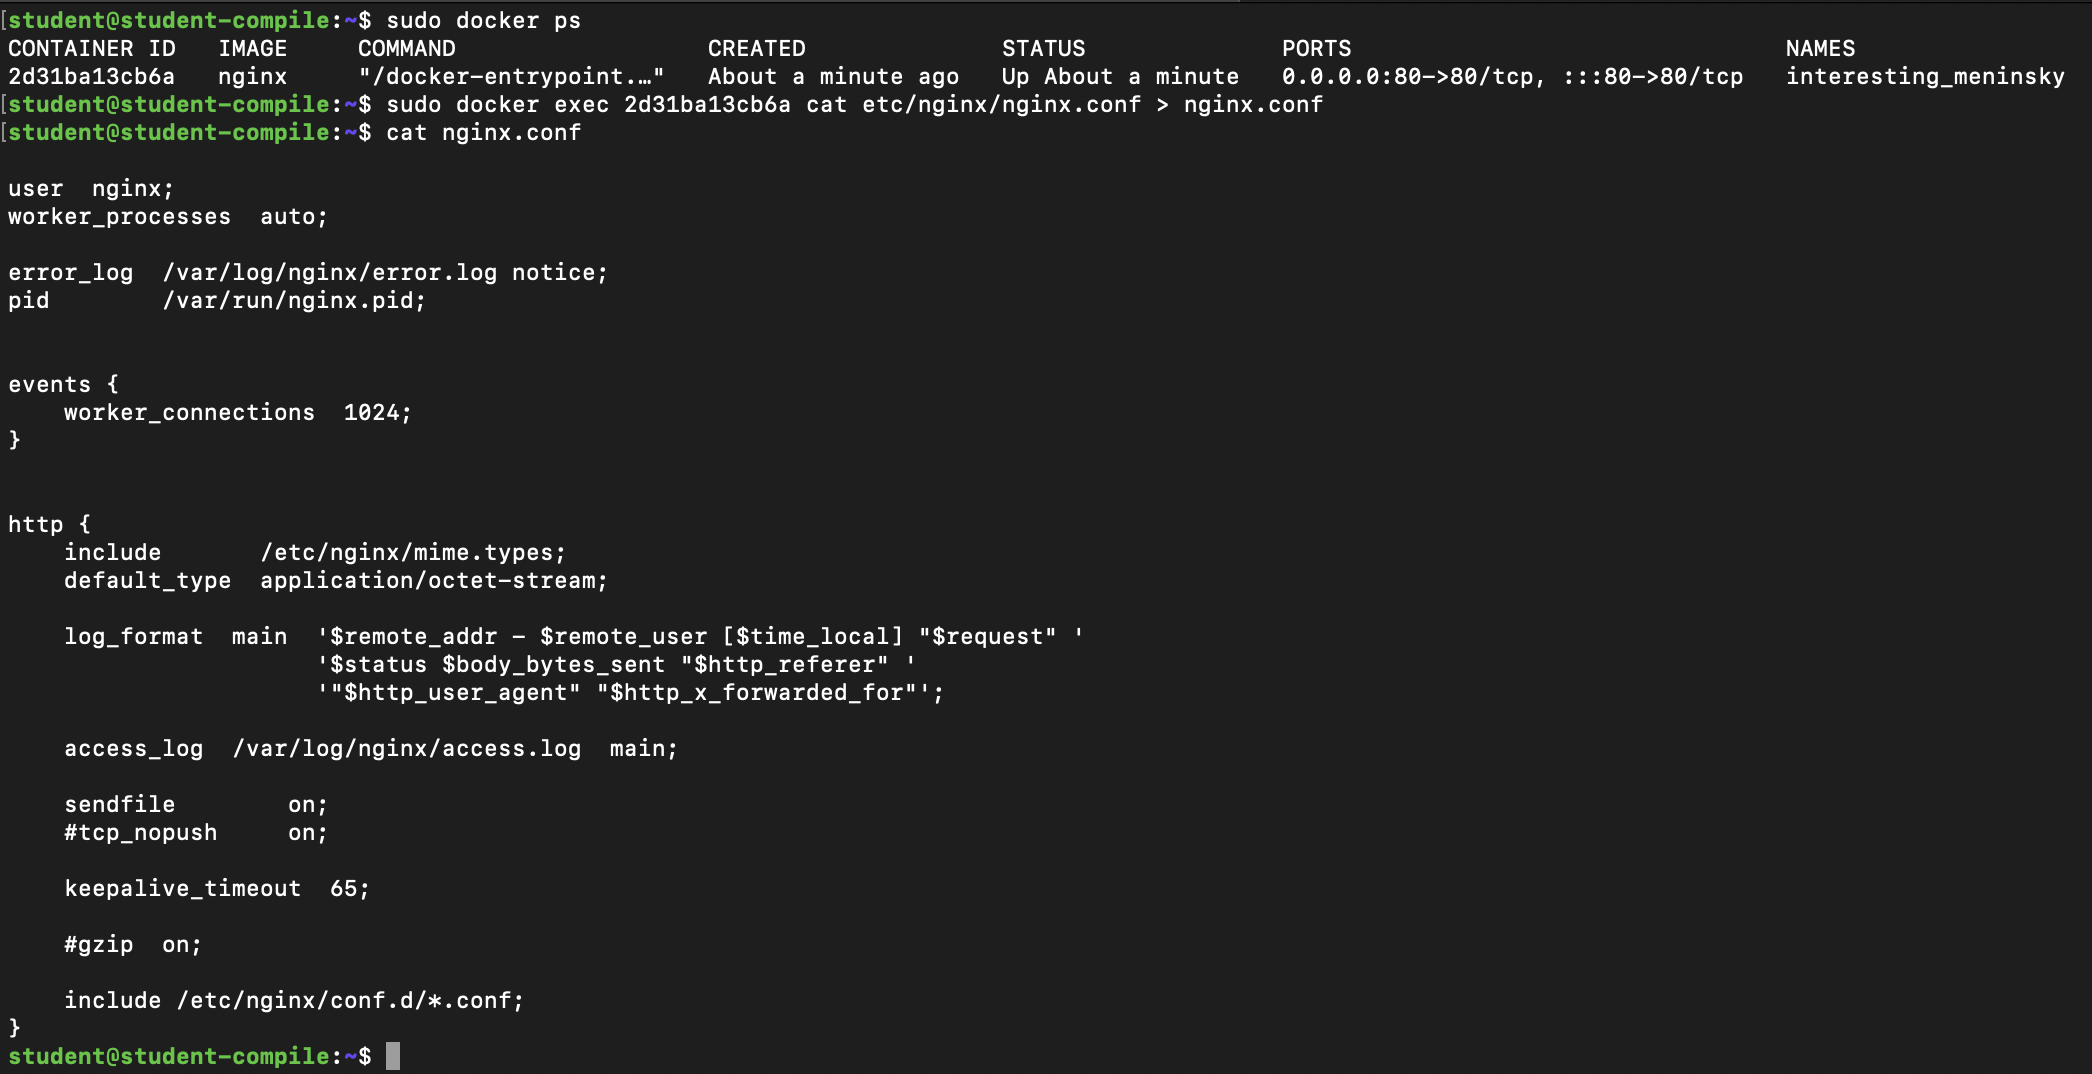 [student@student-compile:~$ sudo docker ps
CONTAINER ID   IMAGE     COMMAND                  CREATED              STATUS              PORTS                               NAMES
2d31ba13cb6a   nginx     "/docker-entrypoint.…"   About a minute ago   Up About a minute   0.0.0.0:80->80/tcp, :::80->80/tcp   interesting_meninsky
[student@student-compile:~$ sudo docker exec 2d31ba13cb6a cat etc/nginx/nginx.conf > nginx.conf
[student@student-compile:~$ cat nginx.conf

user  nginx;
worker_processes  auto;

error_log  /var/log/nginx/error.log notice;
pid        /var/run/nginx.pid;


events {
    worker_connections  1024;
}


http {
    include       /etc/nginx/mime.types;
    default_type  application/octet-stream;

    log_format  main  '$remote_addr - $remote_user [$time_local] "$request" '
                      '$status $body_bytes_sent "$http_referer" '
                      '"$http_user_agent" "$http_x_forwarded_for"';

    access_log  /var/log/nginx/access.log  main;

    sendfile        on;
    #tcp_nopush     on;

    keepalive_timeout  65;

    #gzip  on;

    include /etc/nginx/conf.d/*.conf;
}
student@student-compile:~$